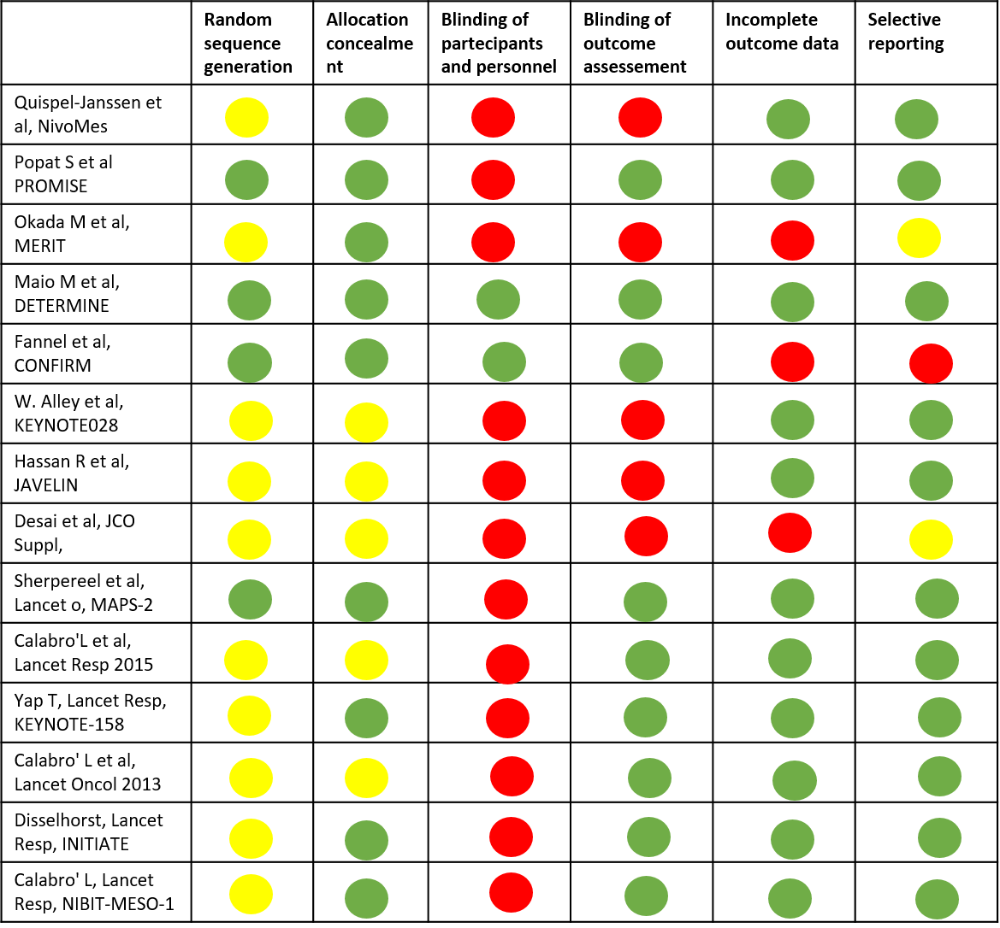 Random
sequence
generation
Allocation
concealme
nt
Blinding of
partecipants
and personnel
Blinding of
outcome
assessement
Incomplete
outcome data
Selective
reporting
Quispel-Janssen et
al, NivoMes
Popat S et al
PROMISE
Okada M et al,
MERIT
Maio M et al,
DETERMINE
Fannel et al,
CONFIRM
W. Alley et al,
KEYNOTE028
Hassan R et al,
JAVELIN
Desai et al, JCO
Suppl,
Sherpereel et al,
Lancet o, MAPS-2
Calabro'L et al,
Lancet Resp 2015
Yap T, Lancet Resp,
KEYNOTE-158
Calabro' L et al,
Lancet Oncol 2013
Disselhorst, Lancet
Resp, INITIATE
Calabro' L, Lancet
Resp, NIBIT-MESO-1